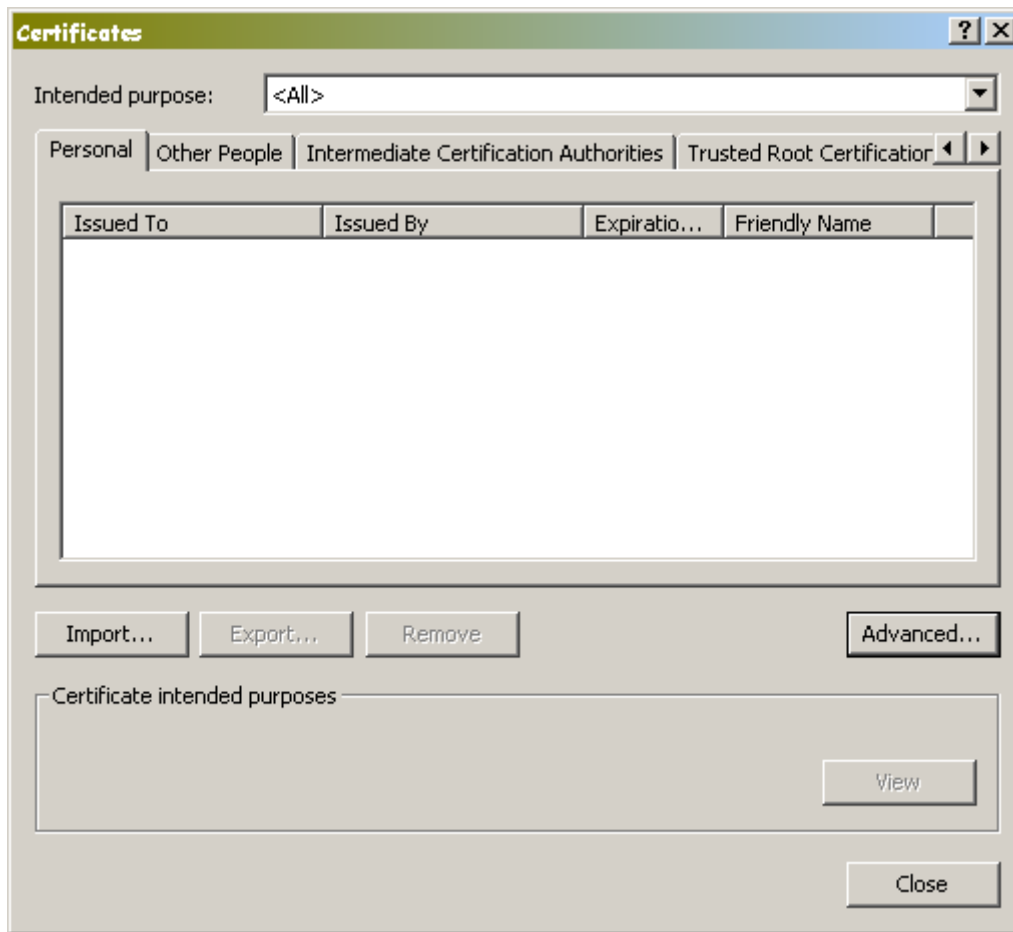 Certificates
Intended purpose: <All>
Personal Other People Intermediate Certification Authorities Trusted Root Certification
Issued To Issued By Expiratio... Friendly Name
Import... Export... Remove Advanced...
Certificate intended purposes
View
Close